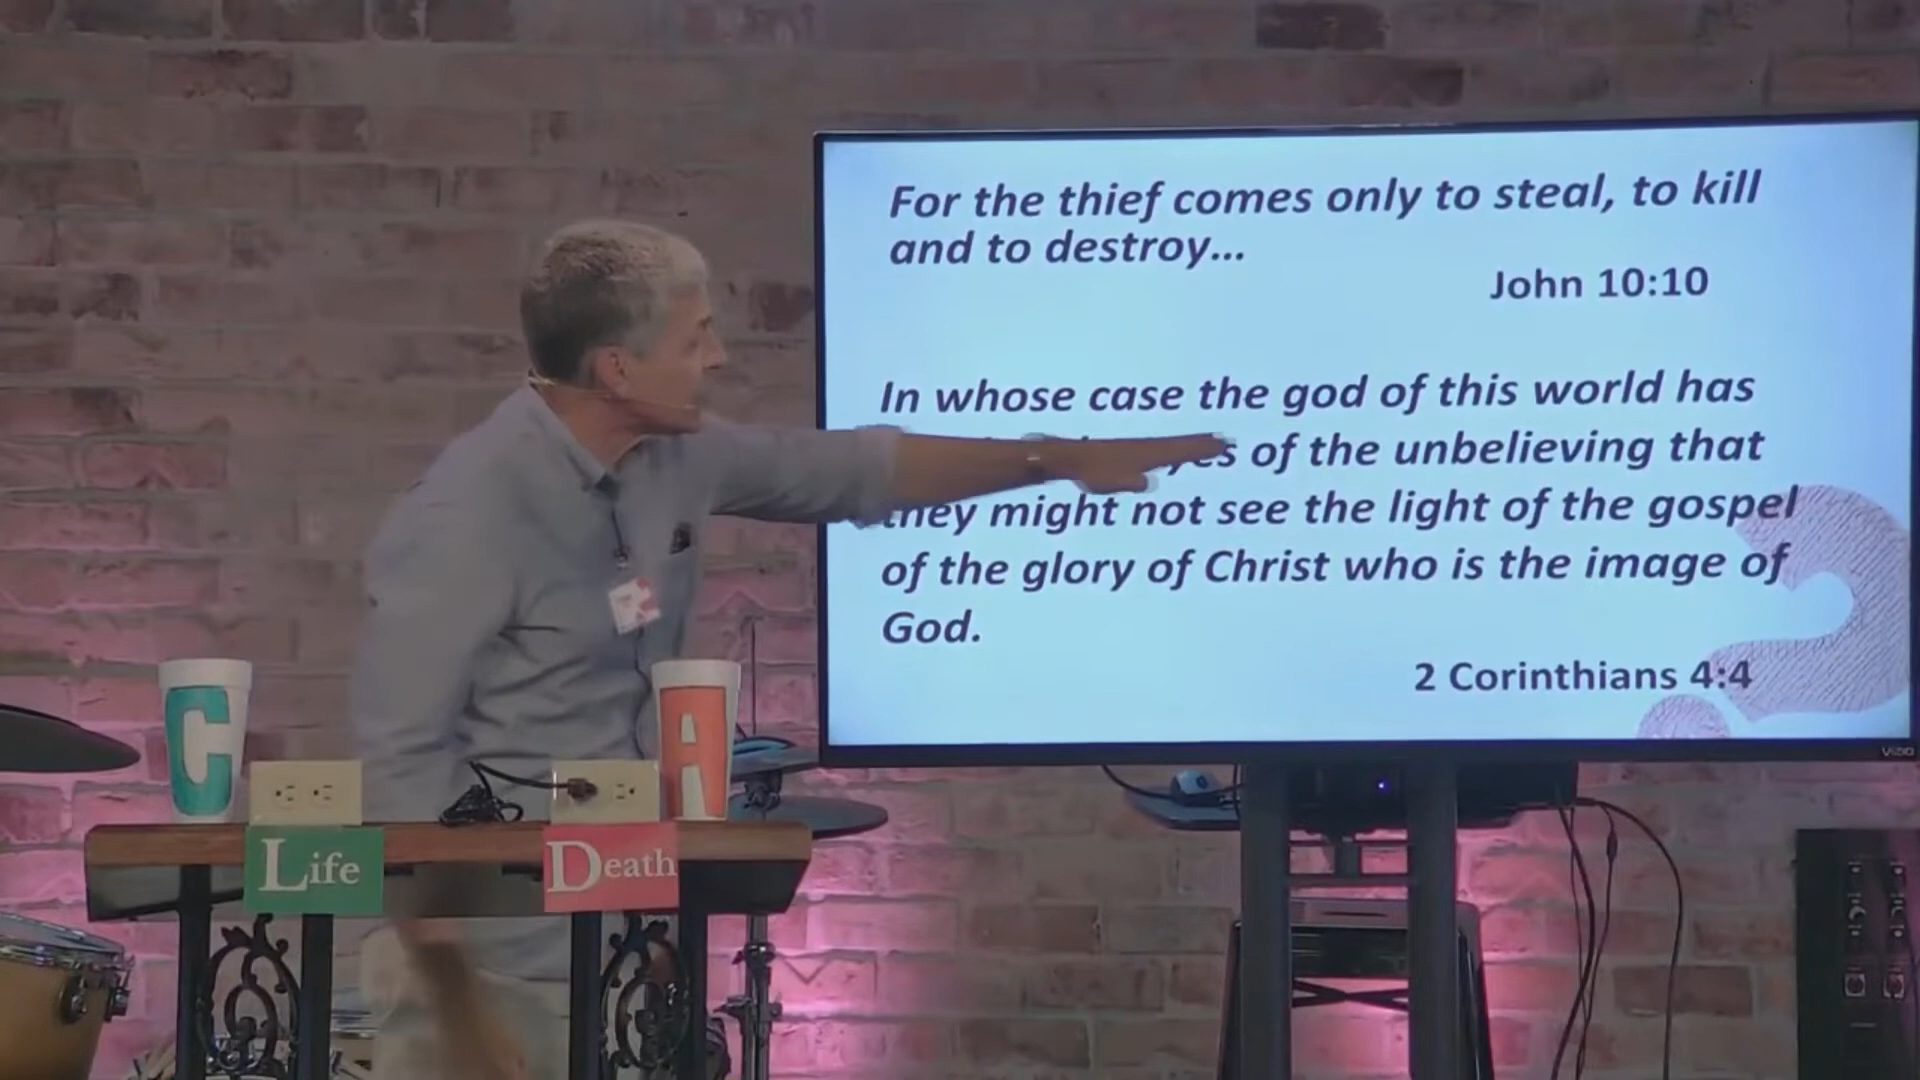 For the thief comes only to steal, to kill
and to destroy...
John 10:10
In whose case the god of this world has
of the unbelieving that
they might not see the light of the gospel
of the glory of Christ who is the image of
God.
2 Corinthians 4:4
VIZIO
C
A
Life
Death